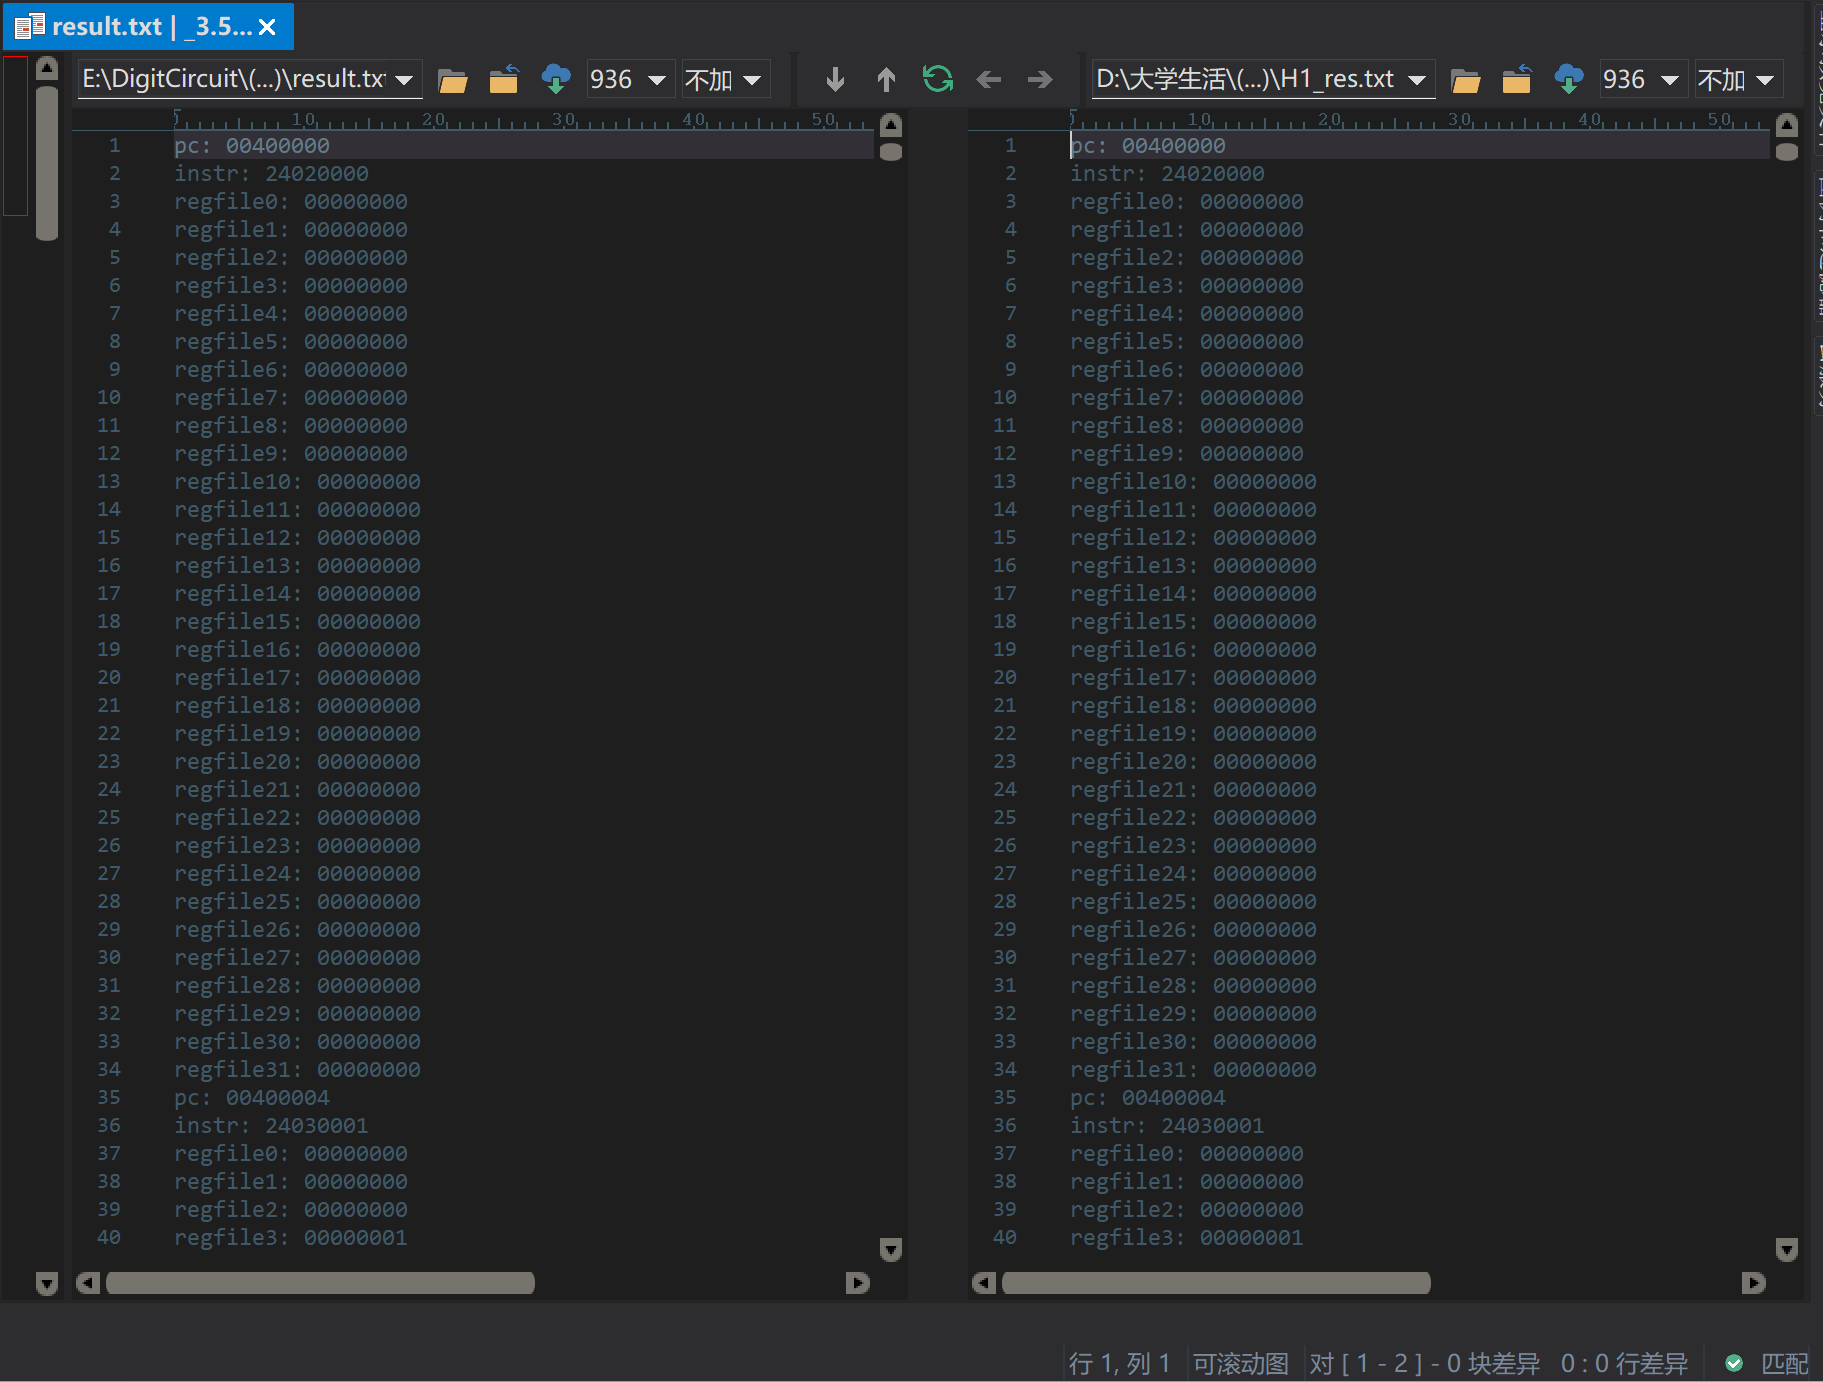 result.txt | _3.5...
E:\DigitCircuit\(...)\result.txt 936 不加
D:\大学生活\(...)\H1_res.txt 936 不加
0 10 20 30 40 50
0 10 20 30 40 50
1 pc: 00400000
2 instr: 24020000
3 regfile0: 00000000
4 regfile1: 00000000
5 regfile2: 00000000
6 regfile3: 00000000
7 regfile4: 00000000
8 regfile5: 00000000
9 regfile6: 00000000
10 regfile7: 00000000
11 regfile8: 00000000
12 regfile9: 00000000
13 regfile10: 00000000
14 regfile11: 00000000
15 regfile12: 00000000
16 regfile13: 00000000
17 regfile14: 00000000
18 regfile15: 00000000
19 regfile16: 00000000
20 regfile17: 00000000
21 regfile18: 00000000
22 regfile19: 00000000
23 regfile20: 00000000
24 regfile21: 00000000
25 regfile22: 00000000
26 regfile23: 00000000
27 regfile24: 00000000
28 regfile25: 00000000
29 regfile26: 00000000
30 regfile27: 00000000
31 regfile28: 00000000
32 regfile29: 00000000
33 regfile30: 00000000
34 regfile31: 00000000
35 pc: 00400004
36 instr: 24030001
37 regfile0: 00000000
38 regfile1: 00000000
39 regfile2: 00000000
40 regfile3: 00000001
1 pc: 00400000
2 instr: 24020000
3 regfile0: 00000000
4 regfile1: 00000000
5 regfile2: 00000000
6 regfile3: 00000000
7 regfile4: 00000000
8 regfile5: 00000000
9 regfile6: 00000000
10 regfile7: 00000000
11 regfile8: 00000000
12 regfile9: 00000000
13 regfile10: 00000000
14 regfile11: 00000000
15 regfile12: 00000000
16 regfile13: 00000000
17 regfile14: 00000000
18 regfile15: 00000000
19 regfile16: 00000000
20 regfile17: 00000000
21 regfile18: 00000000
22 regfile19: 00000000
23 regfile20: 00000000
24 regfile21: 00000000
25 regfile22: 00000000
26 regfile23: 00000000
27 regfile24: 00000000
28 regfile25: 00000000
29 regfile26: 00000000
30 regfile27: 00000000
31 regfile28: 00000000
32 regfile29: 00000000
33 regfile30: 00000000
34 regfile31: 00000000
35 pc: 00400004
36 instr: 24030001
37 regfile0: 00000000
38 regfile1: 00000000
39 regfile2: 00000000
40 regfile3: 00000001
行 1, 列 1 可滚动图 对 [ 1 - 2 ] - 0 块差异 0 : 0 行差异 匹配